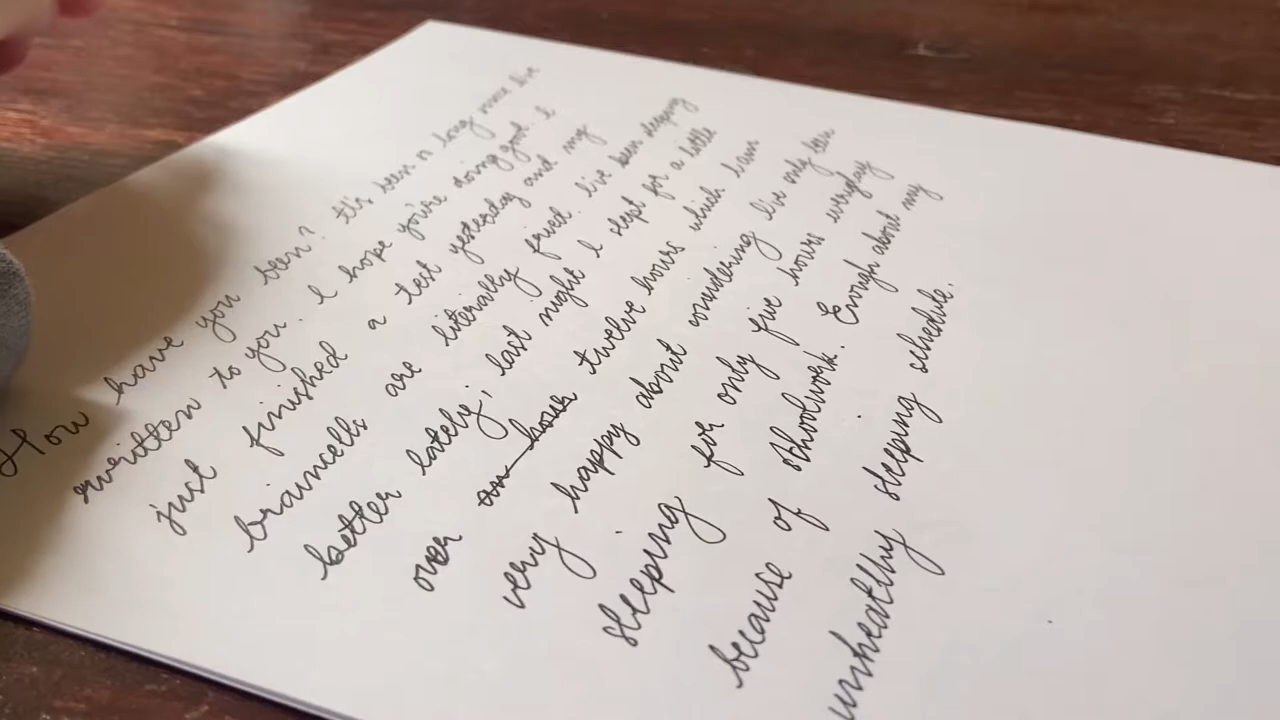 How have you been? It's been a long time since I've
written to you. I hope you're doing good. I
just finished a test yesterday and my
braincells are literally fried. I've been sleeping
better lately; last night I slept for a little
over an hour twelve hours which I am
very happy about considering I've only been
sleeping for only five hours everyday
because of schoolwork. Enough about my
unhealthy sleeping schedule.